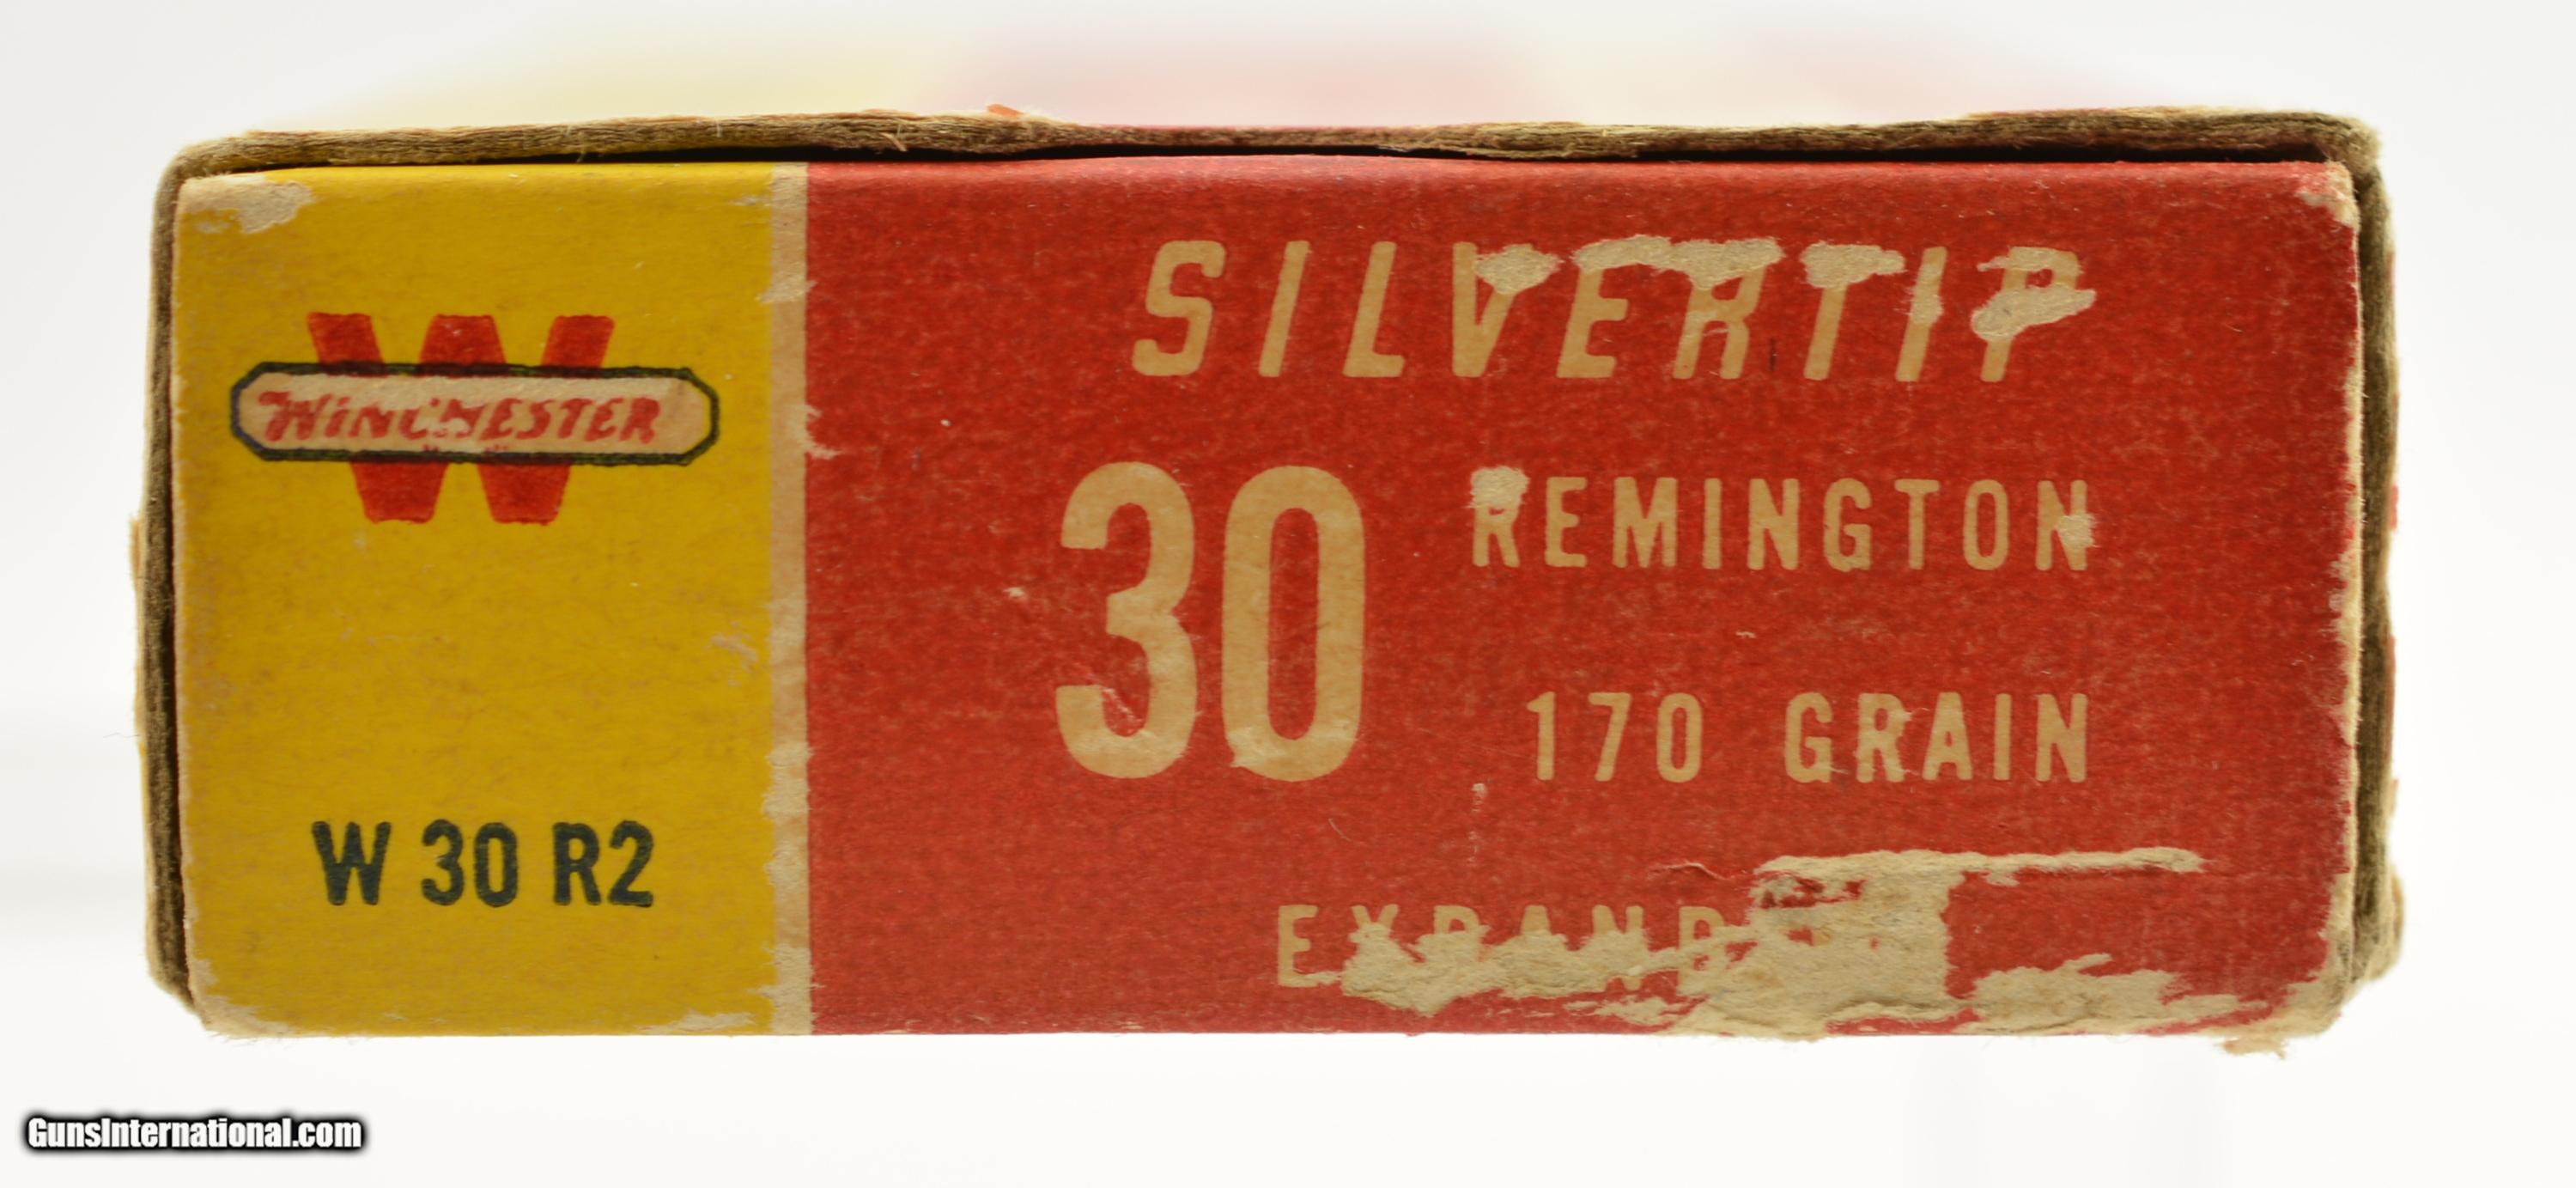 WINCHESTER
W 30 R2
SILVERTIP
30 REMINGTON
170 GRAIN
GunsInternational.com